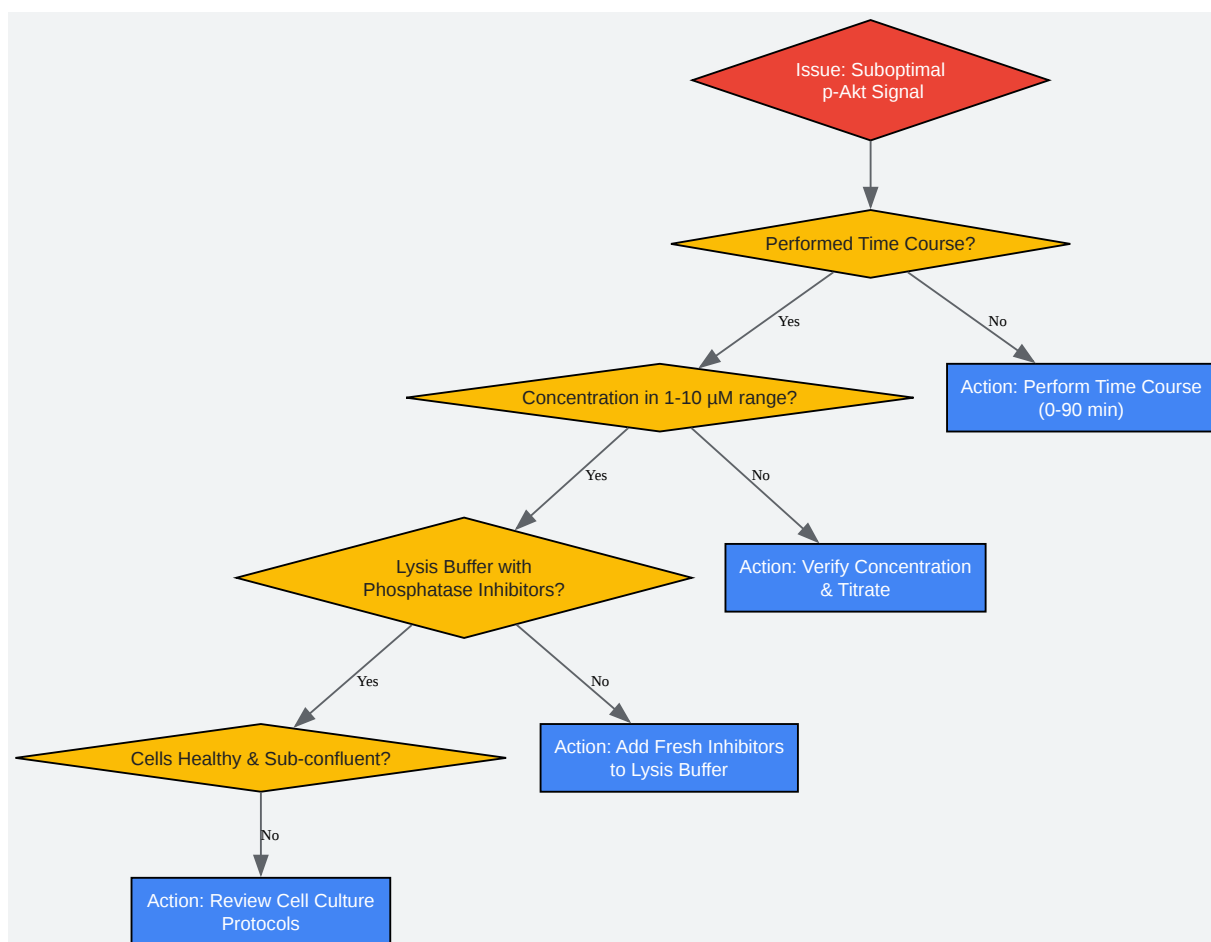 Issue: Suboptimal
p-Akt Signal
Performed Time Course?
Yes
No
Concentration in 1-10 µM range?
Action: Perform Time Course
(0-90 min)
Yes
No
Lysis Buffer with
Phosphatase Inhibitors?
Action: Verify Concentration
& Titrate
Yes
No
Cells Healthy & Sub-confluent?
Action: Add Fresh Inhibitors
to Lysis Buffer
No
Action: Review Cell Culture
Protocols